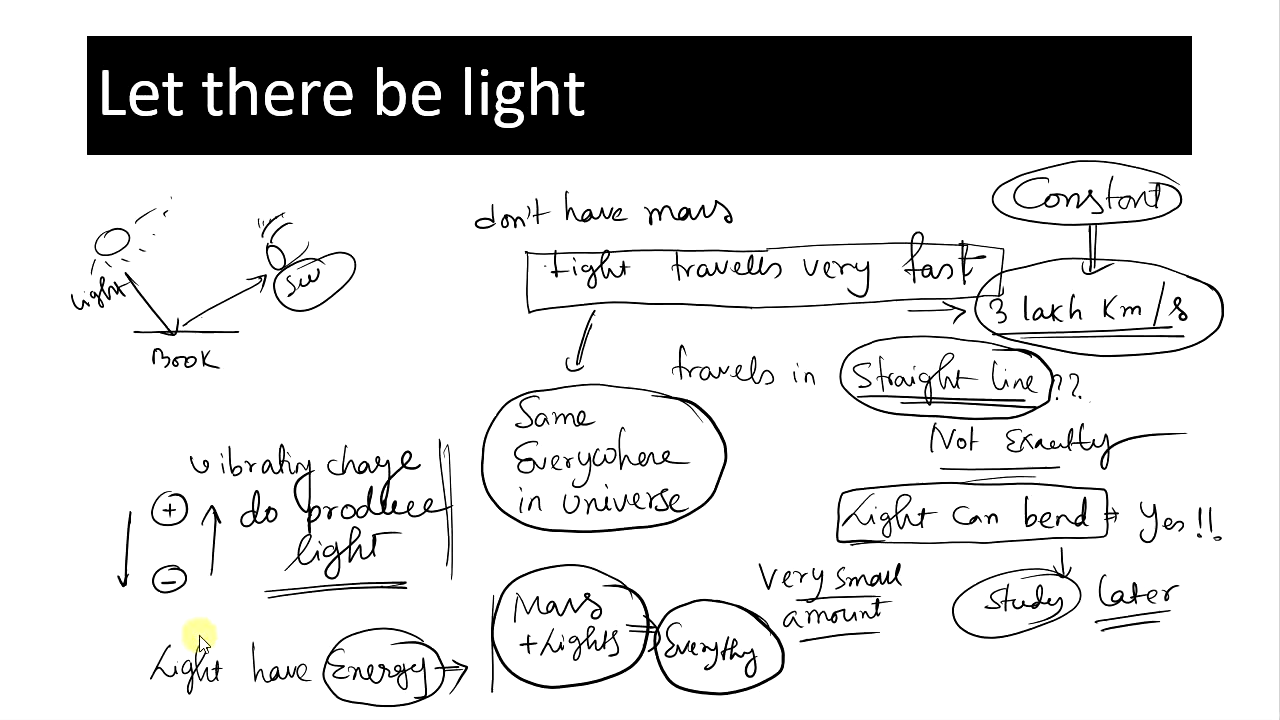 Let there be light
Light
Book
See
don't have mass
Light travells very fast
Constant
3 lakh Km/s
travels in Straight line ??
Not Exactly
Light can bend → Yes!!
Very small
amount
Study Later
Same
Everywhere
in Universe
vibrating charge
+ do produce
light
-
Light have Energy →
Mass
+ Lights
Everythg